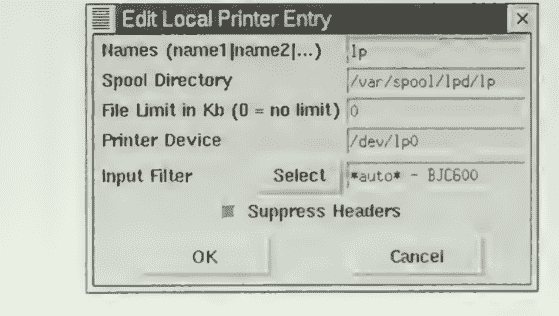 Edit Local Printer Entry
Names (name1|name2|...) lp
Spool Directory /var/spool/lpd/lp
File Limit in Kb (0 = no limit) 0
Printer Device /dev/lp0
Input Filter Select *auto* - BJC600
Suppress Headers
OK Cancel